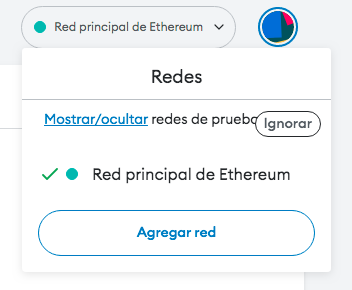 Red principal de Ethereum
Redes
Mostrar/ocultar redes de prueba
Ignorar
Red principal de Ethereum
Agregar red